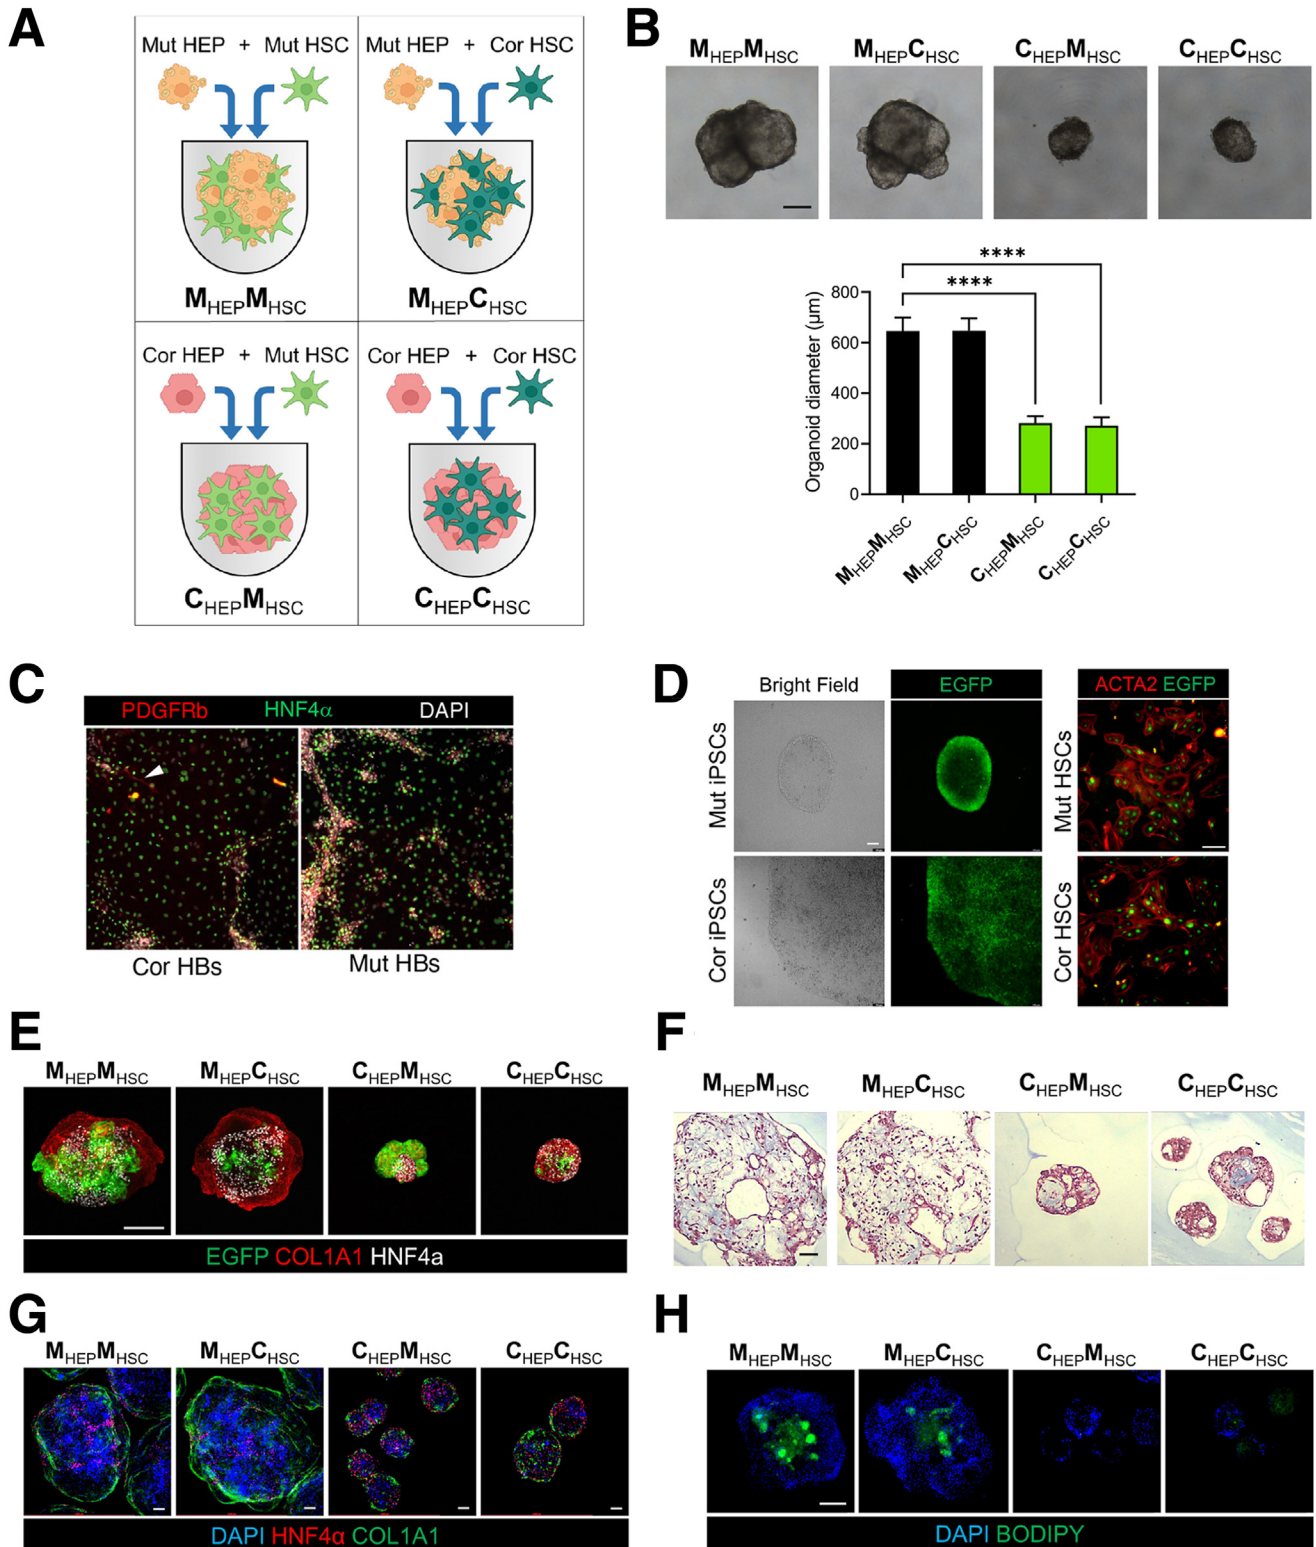 A
Mut HEP + Mut HSC
Mut HEP + Cor HSC
MHEPMHSC
MHEPCHSC
Cor HEP + Mut HSC
Cor HEP + Cor HSC
CHEPMHSC
CHEPCHSC
B
MHEPMHSC
MHEPCHSC
CHEPMHSC
CHEPCHSC
****
****
Organoid diameter (μm)
800
600
400
200
0
MHEPMHSC
MHEPCHSC
CHEPMHSC
CHEPCHSC
C
PDGFRb HNF4α DAPI
Cor HBs
Mut HBs
D
Bright Field
EGFP
ACTA2 EGFP
Mut iPSCs
Mut HSCs
Cor iPSCs
Cor HSCs
E
MHEPMHSC
MHEPCHSC
CHEPMHSC
CHEPCHSC
EGFP COL1A1 HNF4a
F
MHEPMHSC
MHEPCHSC
CHEPMHSC
CHEPCHSC
G
MHEPMHSC
MHEPCHSC
CHEPMHSC
CHEPCHSC
DAPI HNF4α COL1A1
H
MHEPMHSC
MHEPCHSC
CHEPMHSC
CHEPCHSC
DAPI BODIPY